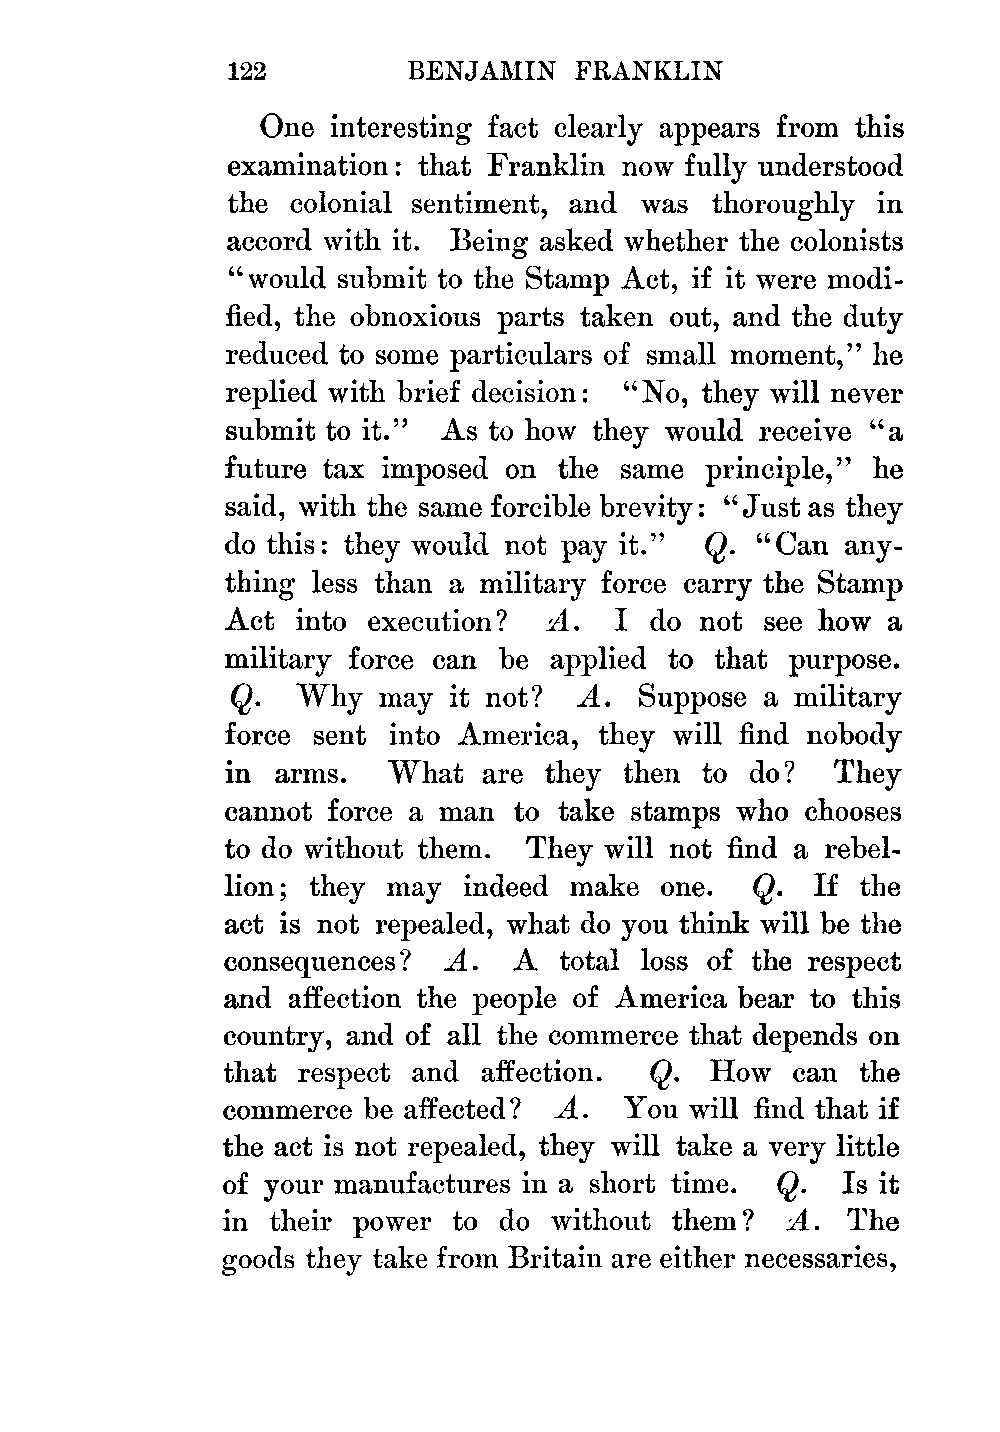 122 BENJAMIN FRANKLIN
One interesting fact clearly appears from this
examination: that Franklin now fully understood
the colonial sentiment, and was thoroughly in
accord with it. Being asked whether the colonists
“would submit to the Stamp Act, if it were modi-
fied, the obnoxious parts taken out, and the duty
reduced to some particulars of small moment,” he
replied with brief decision: “No, they will never
submit to it.” As to how they would receive “a
future tax imposed on the same principle,” he
said, with the same forcible brevity: “Just as they
do this: they would not pay it.” Q. “Can any-
thing less than a military force carry the Stamp
Act into execution? A. I do not see how a
military force can be applied to that purpose.
Q. Why may it not? A. Suppose a military
force sent into America, they will find nobody
in arms. What are they then to do? They
cannot force a man to take stamps who chooses
to do without them. They will not find a rebel-
lion; they may indeed make one. Q. If the
act is not repealed, what do you think will be the
consequences? A. A total loss of the respect
and affection the people of America bear to this
country, and of all the commerce that depends on
that respect and affection. Q. How can the
commerce be affected? A. You will find that if
the act is not repealed, they will take a very little
of your manufactures in a short time. Q. Is it
in their power to do without them? A. The
goods they take from Britain are either necessaries,